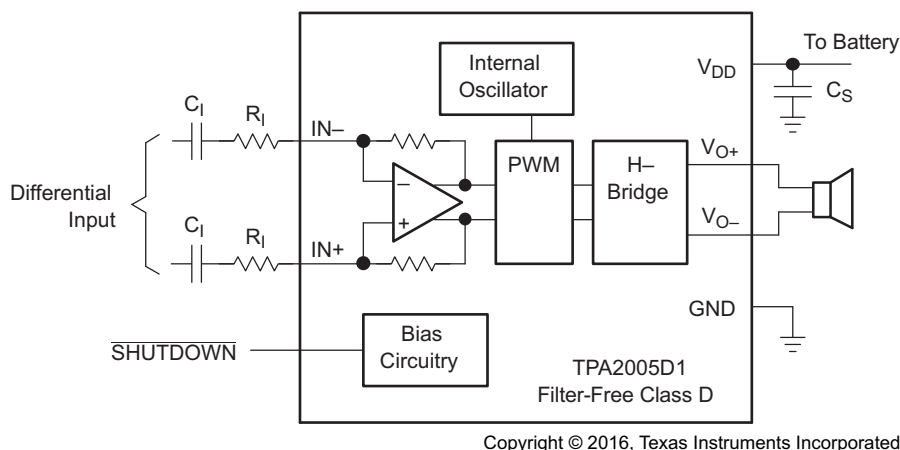 To Battery
Internal
Oscillator
VDD
CS
CI
RI
IN–
VO+
PWM
H–
Bridge
–
Differential
Input
+
VO–
CI
RI
IN+
GND
Bias
Circuitry
SHUTDOWN
TPA2005D1
Filter-Free Class D
Copyright © 2016, Texas Instruments Incorporated